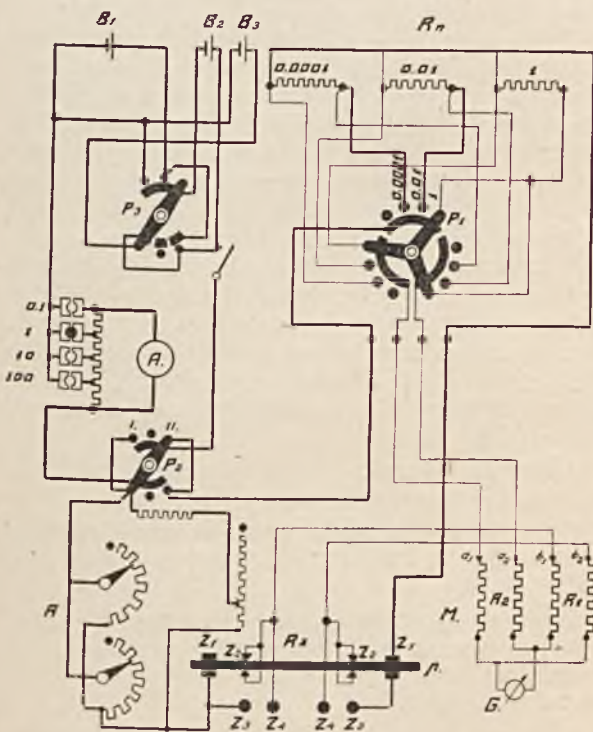 B1 B2 B3 Rn
0.0001 0.01 1
P3
0.0001 0.01 1
P1
0.1
1
10
100
A.
I. II.
P2
a1 a2 b1 b2
R
M. R2 R1
Z1 Z2 Rx Z2 Z1
p.
Z3 Z4 Z4 Z3
G.